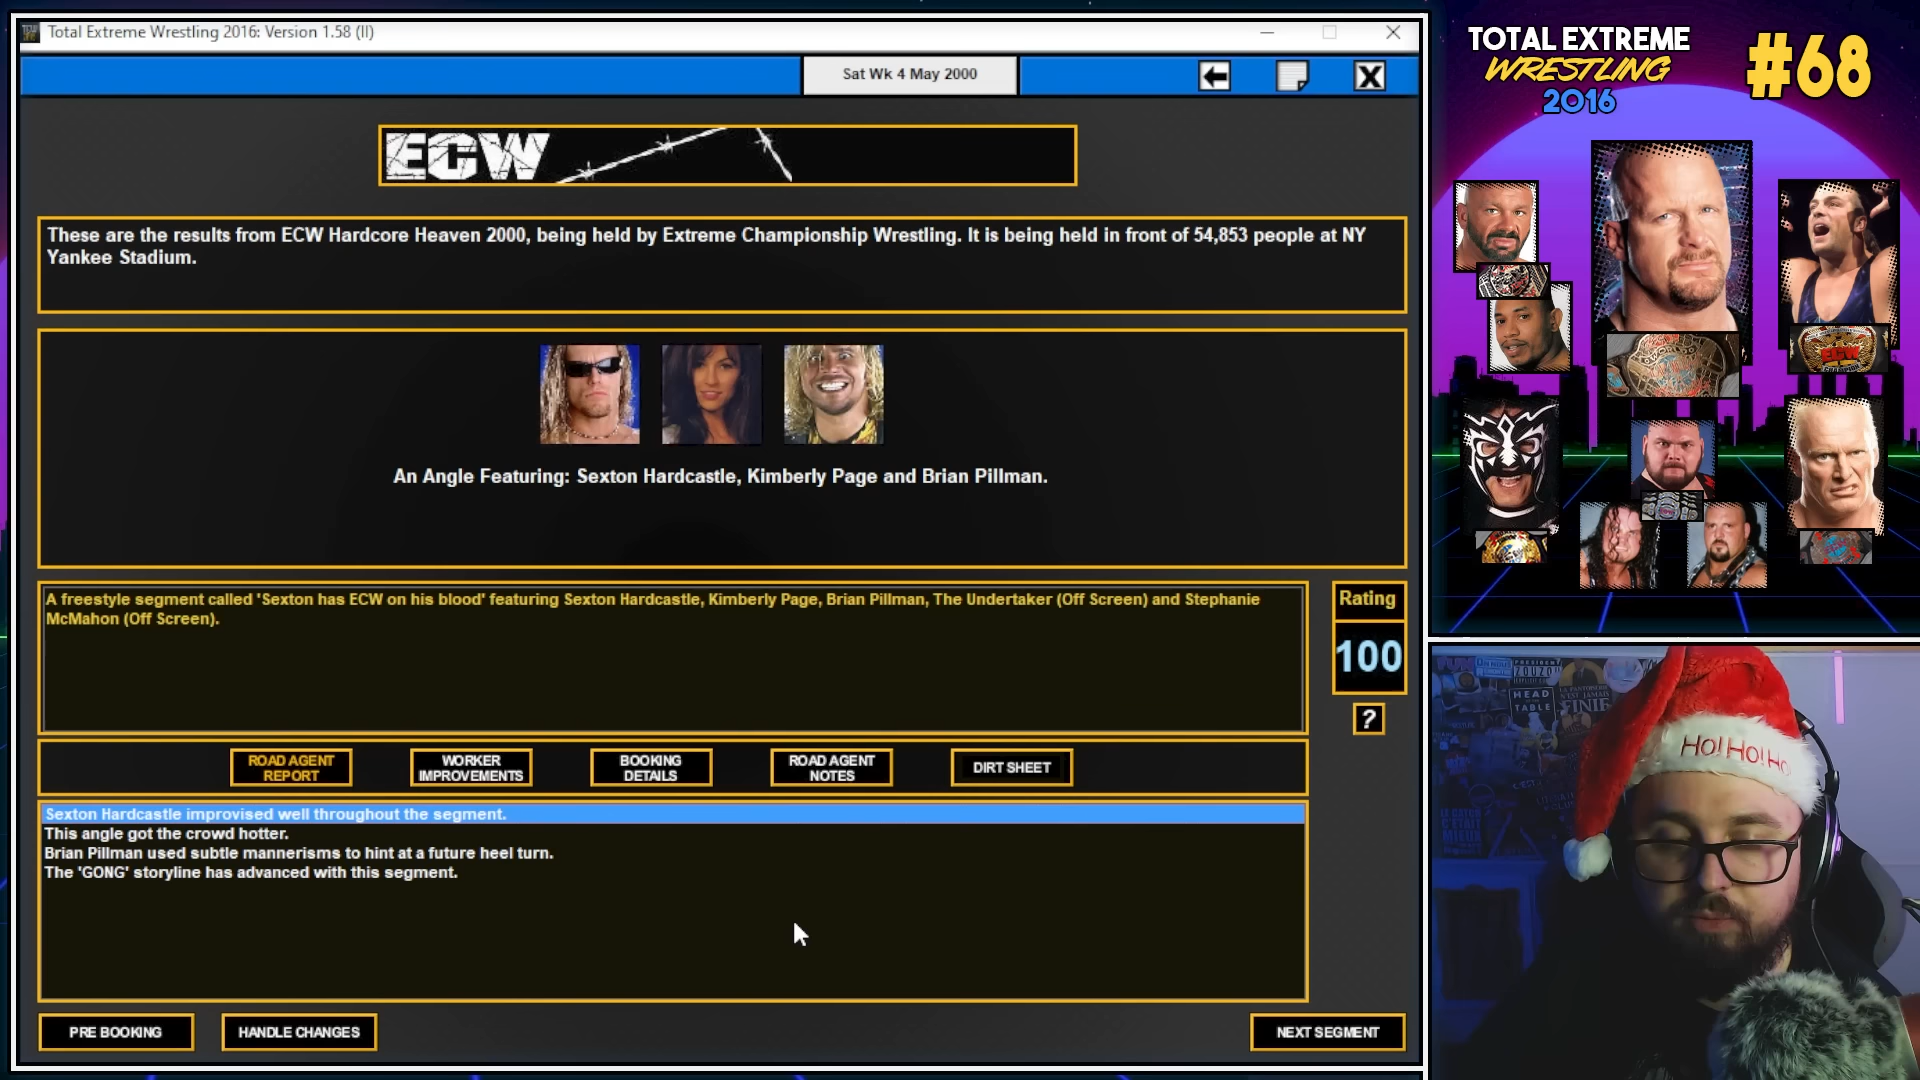 Total Extreme Wrestling 2016: Version 1.58 (II)
Sat Wk 4 May 2000
X
ECW
These are the results from ECW Hardcore Heaven 2000, being held by Extreme Championship Wrestling. It is being held in front of 54,853 people at NY
Yankee Stadium.
An Angle Featuring: Sexton Hardcastle, Kimberly Page and Brian Pillman.
A freestyle segment called 'Sexton has ECW on his blood' featuring Sexton Hardcastle, Kimberly Page, Brian Pillman, The Undertaker (Off Screen) and Stephanie
McMahon (Off Screen).
Rating
100
?
ROAD AGENT
REPORT
WORKER
IMPROVEMENTS
BOOKING
DETAILS
ROAD AGENT
NOTES
DIRT SHEET
Sexton Hardcastle improvised well throughout the segment.
This angle got the crowd hotter.
Brian Pillman used subtle mannerisms to hint at a future heel turn.
The 'GONG' storyline has advanced with this segment.
PRE BOOKING
HANDLE CHANGES
NEXT SEGMENT
TOTAL EXTREME
WRESTLING
2016
#68
ECW
HEAD
TABLE
HO! HO! HO